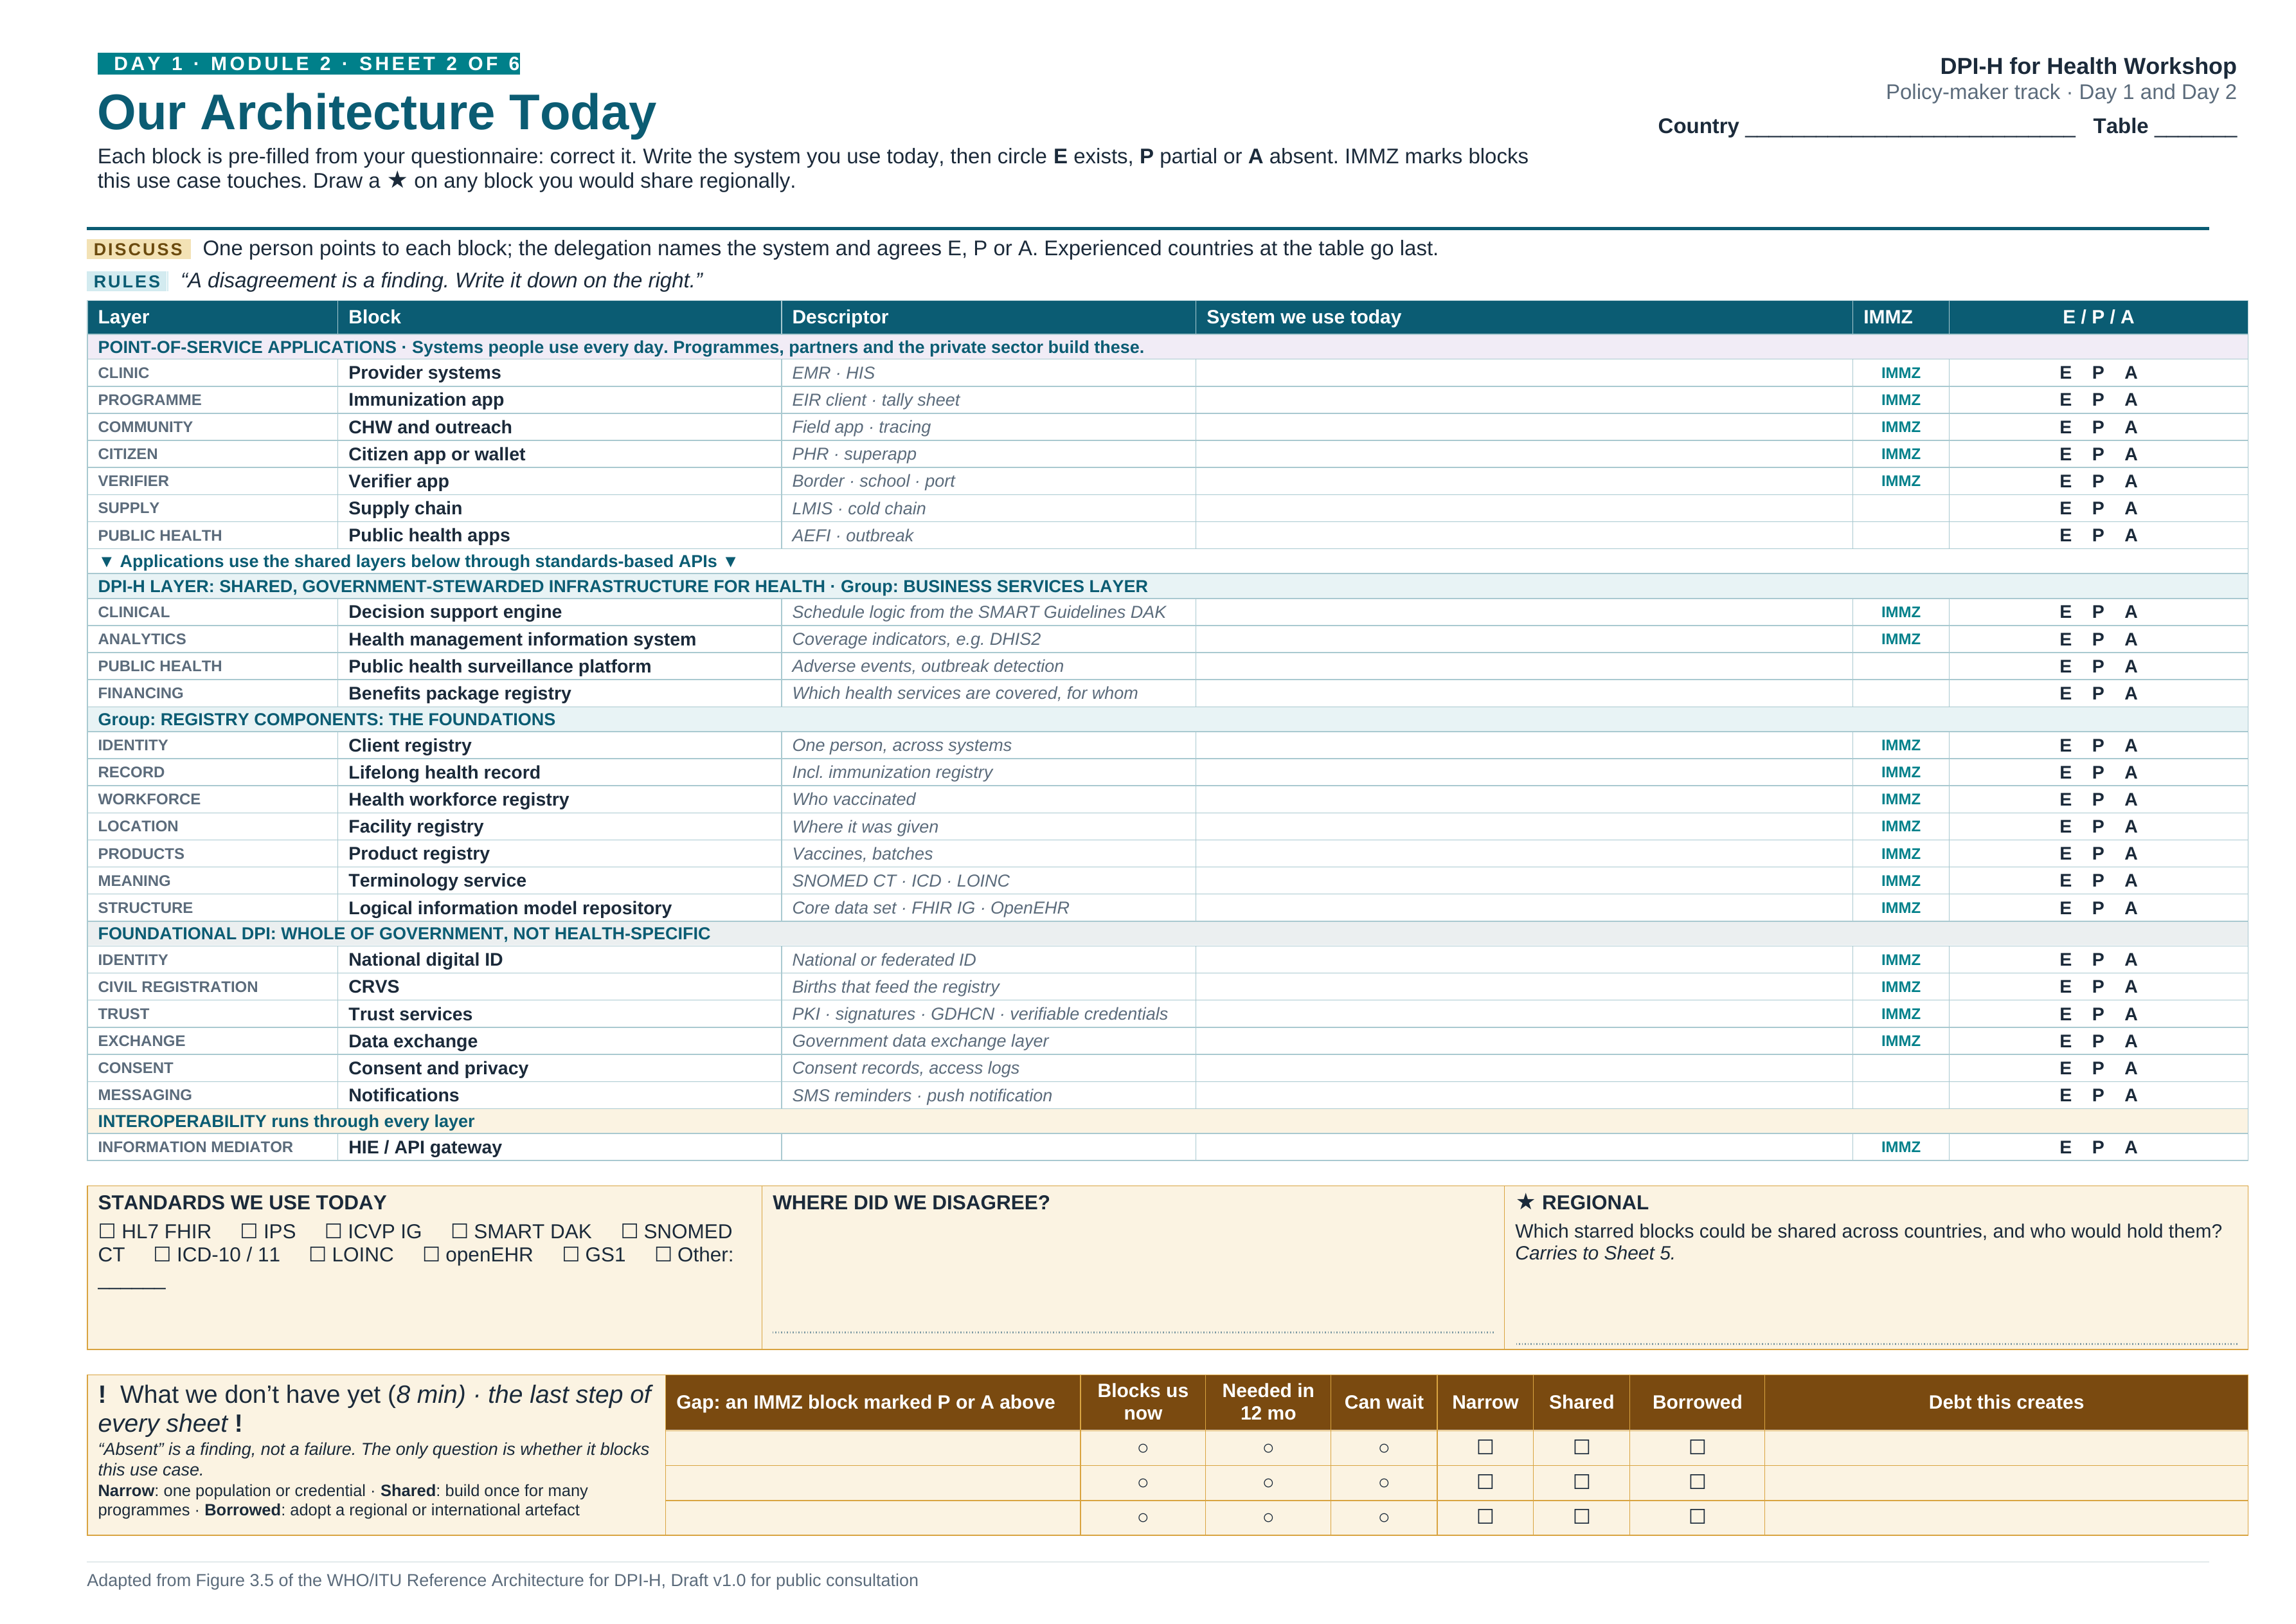 DAY 1 · MODULE 2 · SHEET 2 OF 6
Our Architecture Today
Each block is pre-filled from your questionnaire: correct it. Write the system you use today, then circle E exists, P partial or A absent. IMMZ marks blocks
this use case touches. Draw a ★ on any block you would share regionally.
DPI-H for Health Workshop
Policy-maker track · Day 1 and Day 2
Country ____________________________ Table _______
DISCUSS One person points to each block; the delegation names the system and agrees E, P or A. Experienced countries at the table go last.
RULES “A disagreement is a finding. Write it down on the right.”
Layer Block Descriptor System we use today IMMZ E / P / A
POINT-OF-SERVICE APPLICATIONS · Systems people use every day. Programmes, partners and the private sector build these.
CLINIC Provider systems EMR · HIS IMMZ E P A
PROGRAMME Immunization app EIR client · tally sheet IMMZ E P A
COMMUNITY CHW and outreach Field app · tracing IMMZ E P A
CITIZEN Citizen app or wallet PHR · superapp IMMZ E P A
VERIFIER Verifier app Border · school · port IMMZ E P A
SUPPLY Supply chain LMIS · cold chain E P A
PUBLIC HEALTH Public health apps AEFI · outbreak E P A
▼ Applications use the shared layers below through standards-based APIs ▼
DPI-H LAYER: SHARED, GOVERNMENT-STEWARDED INFRASTRUCTURE FOR HEALTH · Group: BUSINESS SERVICES LAYER
CLINICAL Decision support engine Schedule logic from the SMART Guidelines DAK IMMZ E P A
ANALYTICS Health management information system Coverage indicators, e.g. DHIS2 IMMZ E P A
PUBLIC HEALTH Public health surveillance platform Adverse events, outbreak detection E P A
FINANCING Benefits package registry Which health services are covered, for whom E P A
Group: REGISTRY COMPONENTS: THE FOUNDATIONS
IDENTITY Client registry One person, across systems IMMZ E P A
RECORD Lifelong health record Incl. immunization registry IMMZ E P A
WORKFORCE Health workforce registry Who vaccinated IMMZ E P A
LOCATION Facility registry Where it was given IMMZ E P A
PRODUCTS Product registry Vaccines, batches IMMZ E P A
MEANING Terminology service SNOMED CT · ICD · LOINC IMMZ E P A
STRUCTURE Logical information model repository Core data set · FHIR IG · OpenEHR IMMZ E P A
FOUNDATIONAL DPI: WHOLE OF GOVERNMENT, NOT HEALTH-SPECIFIC
IDENTITY National digital ID National or federated ID IMMZ E P A
CIVIL REGISTRATION CRVS Births that feed the registry IMMZ E P A
TRUST Trust services PKI · signatures · GDHCN · verifiable credentials IMMZ E P A
EXCHANGE Data exchange Government data exchange layer IMMZ E P A
CONSENT Consent and privacy Consent records, access logs E P A
MESSAGING Notifications SMS reminders · push notification E P A
INTEROPERABILITY runs through every layer
INFORMATION MEDIATOR HIE / API gateway IMMZ E P A
STANDARDS WE USE TODAY
☐ HL7 FHIR ☐ IPS ☐ ICVP IG ☐ SMART DAK ☐ SNOMED
CT ☐ ICD-10 / 11 ☐ LOINC ☐ openEHR ☐ GS1 ☐ Other:
______
WHERE DID WE DISAGREE?
★ REGIONAL
Which starred blocks could be shared across countries, and who would hold them?
Carries to Sheet 5.
! What we don’t have yet (8 min) · the last step of
every sheet !
“Absent” is a finding, not a failure. The only question is whether it blocks
this use case.
Narrow: one population or credential · Shared: build once for many
programmes · Borrowed: adopt a regional or international artefact
Gap: an IMMZ block marked P or A above Blocks us now Needed in 12 mo Can wait Narrow Shared Borrowed Debt this creates
○ ○ ○ ☐ ☐ ☐
○ ○ ○ ☐ ☐ ☐
○ ○ ○ ☐ ☐ ☐
Adapted from Figure 3.5 of the WHO/ITU Reference Architecture for DPI-H, Draft v1.0 for public consultation